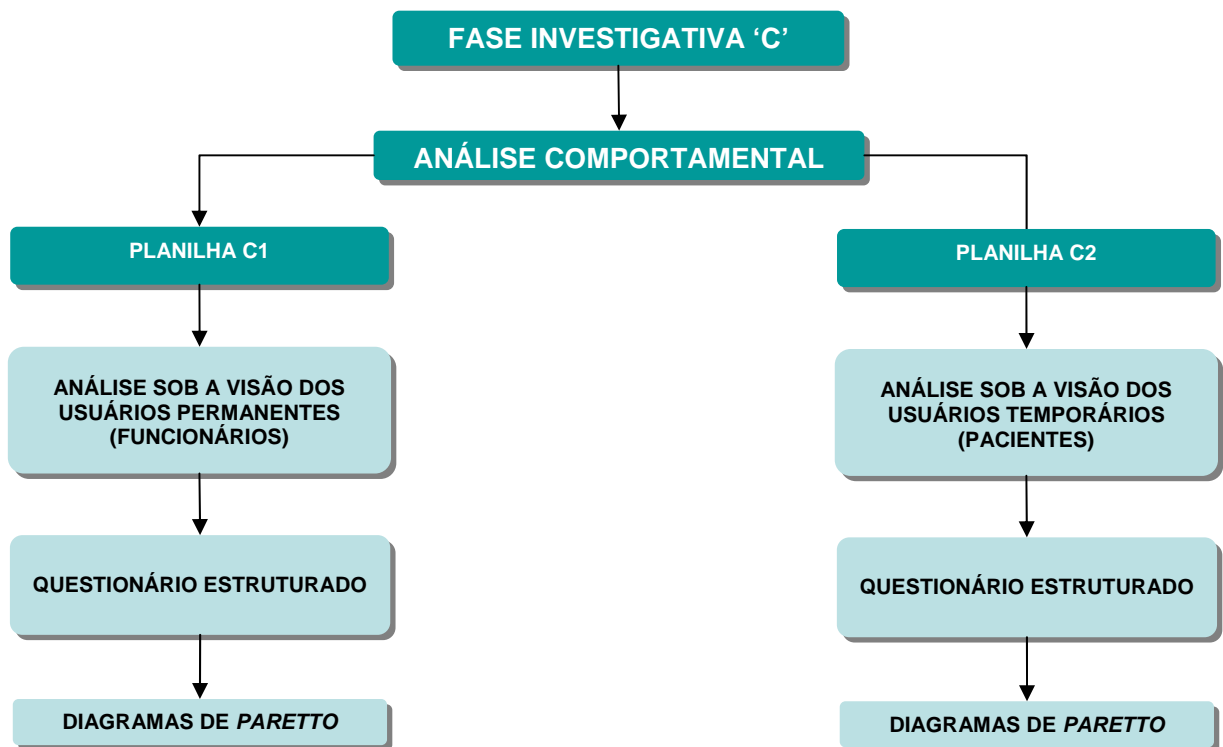 FASE INVESTIGATIVA ‘C’
ANÁLISE COMPORTAMENTAL
PLANILHA C1
ANÁLISE SOB A VISÃO DOS
USUÁRIOS PERMANENTES
(FUNCIONÁRIOS)
QUESTIONÁRIO ESTRUTURADO
DIAGRAMAS DE PARETTO
PLANILHA C2
ANÁLISE SOB A VISÃO DOS
USUÁRIOS TEMPORÁRIOS
(PACIENTES)
QUESTIONÁRIO ESTRUTURADO
DIAGRAMAS DE PARETTO